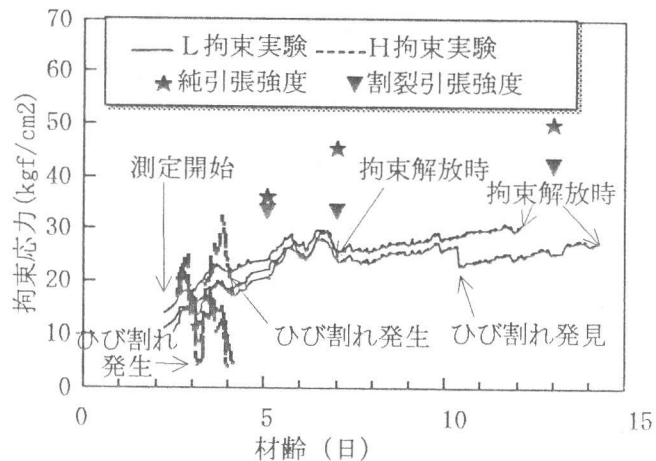 70
60
50
40
30
20
10
0
拘束応力(kgf/cm2)
L拘束実験 H拘束実験
純引張強度 割裂引張強度
測定開始
拘束解放時
拘束解放時
ひび割れ
発生
ひび割れ発生
ひび割れ発見
0 5 10 15
材齢（日）